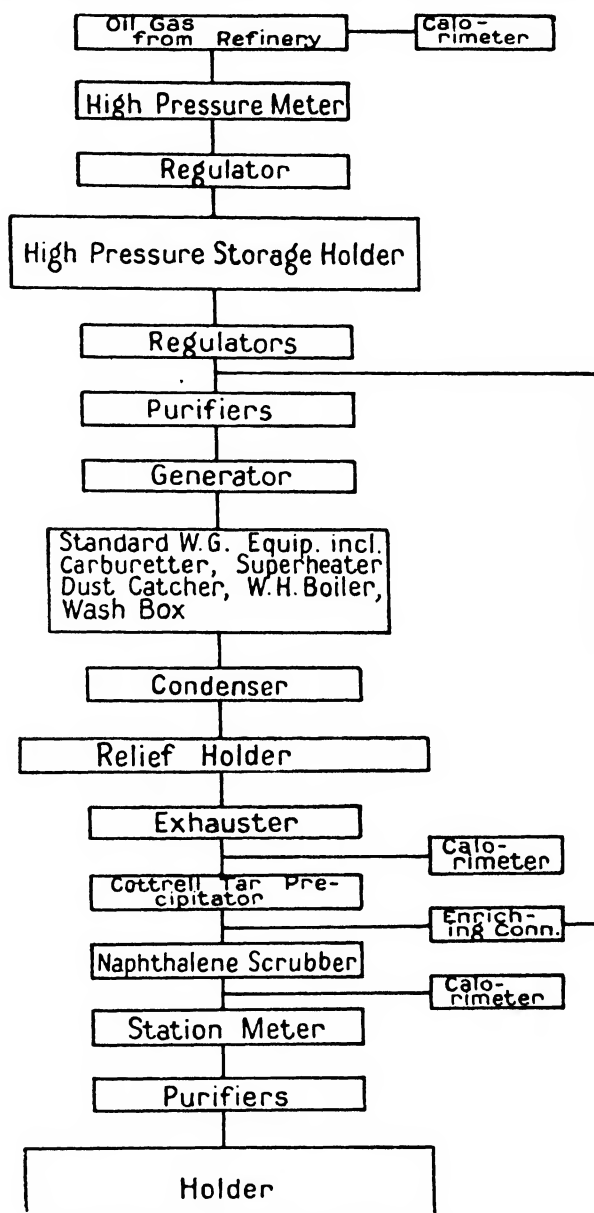 Oil Gas
from Refinery
Calo-
rimeter
High Pressure Meter
Regulator
High Pressure Storage Holder
Regulators
Purifiers
Generator
Standard W.G. Equip. incl.
Carburetter, Superheater
Dust Catcher, W.H. Boiler,
Wash Box
Condenser
Relief Holder
Exhauster
Calo-
rimeter
Cottrell Tar Pre-
cipitator
Enrich-
ing Conn.
Naphthalene Scrubber
Calo-
rimeter
Station Meter
Purifiers
Holder